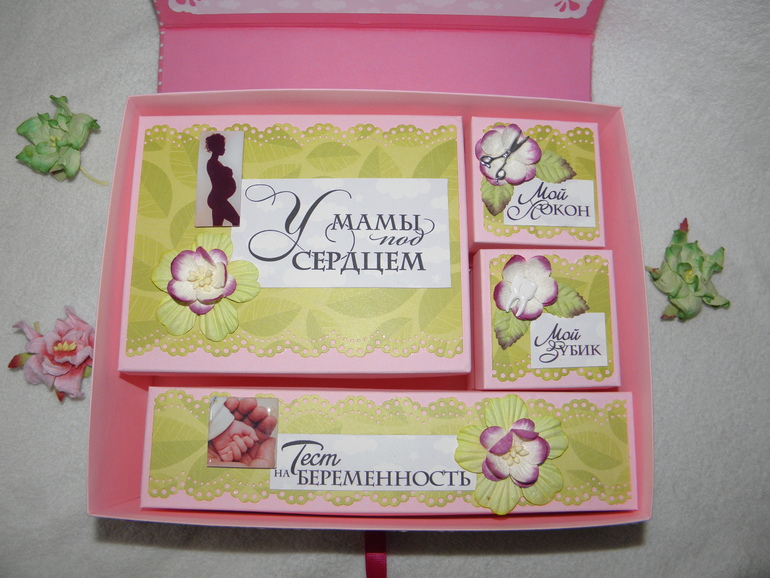 У МАМЫ
под
СЕРДЦЕМ
Мой
ЛОКОН
Мой
ЗУБИК
Тест
НА БЕРЕМЕННОСТЬ